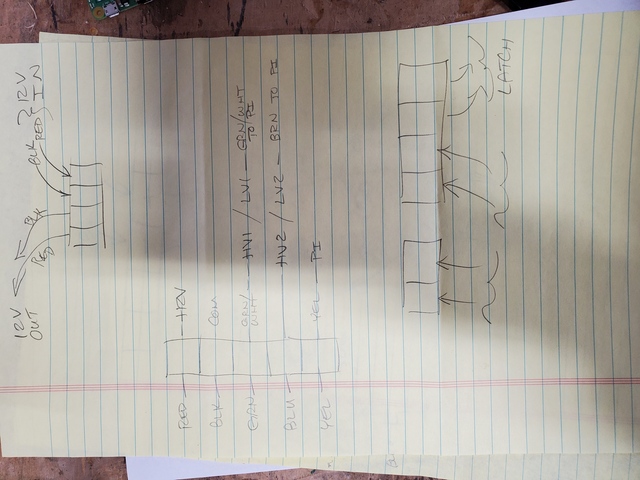 12V
OUT
RED
BLK
BLK
RED
12V
IN
RED
+12V
BLK
COM
GRN
GRN/
WHT
HV1 / LV1
GRN/WHT
TO PI
BLU
HV2 / LV2
BRN TO PI
YEL
YEL
PI
LATCH